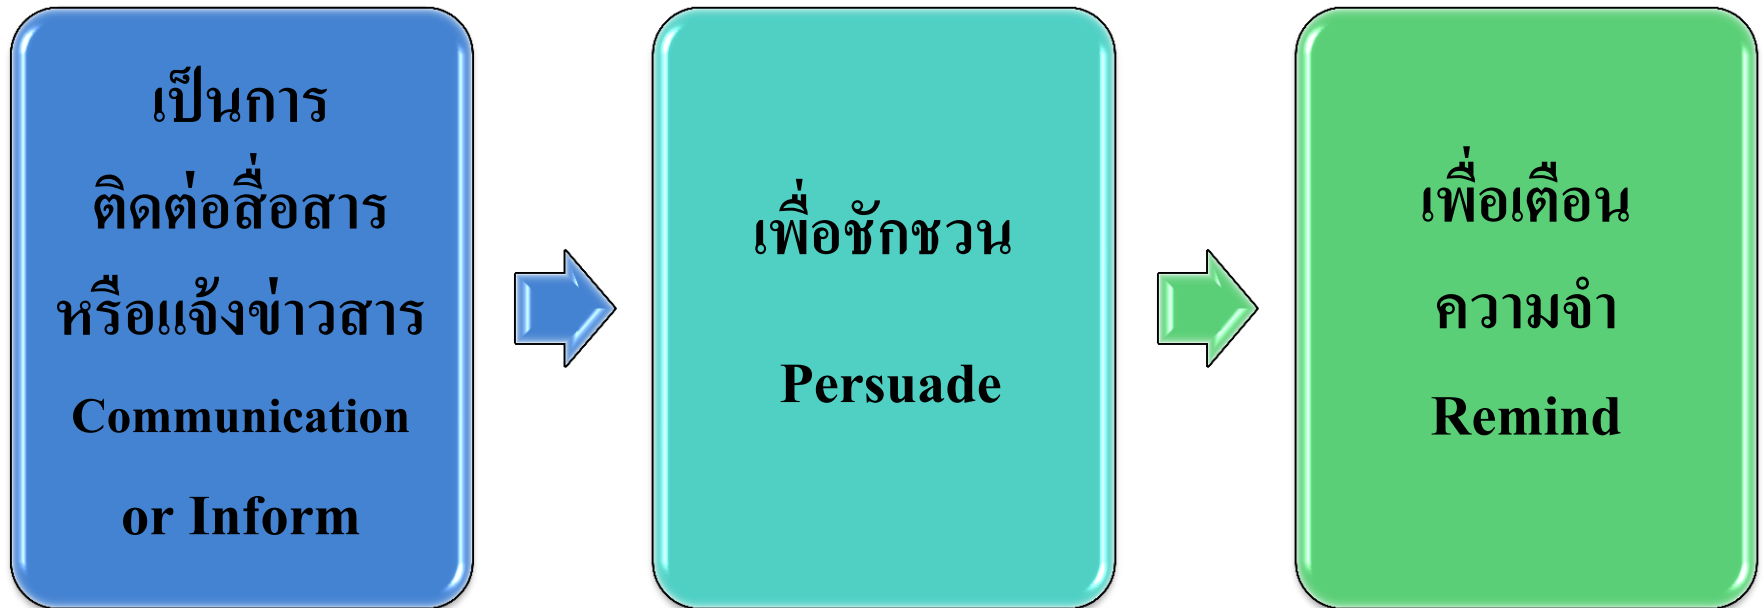 เป็นการ
ติดต่อสื่อสาร
หรือแจ้งข่าวสาร
Communication
or Inform
เพื่อชักชวน
Persuade
เพื่อเตือน
ความจำ
Remind